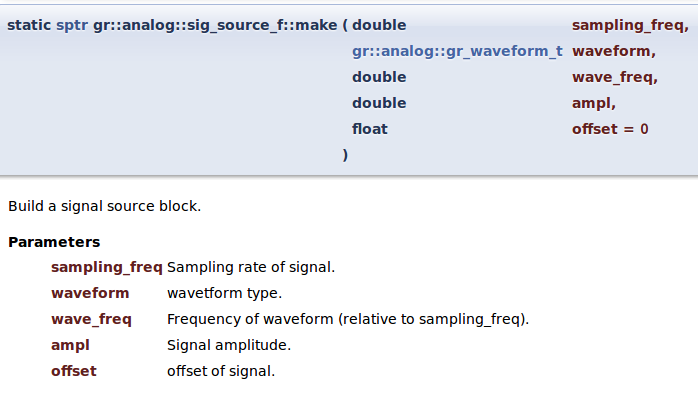 static sptr gr::analog::sig_source_f::make ( double sampling_freq,
gr::analog::gr_waveform_t waveform,
double wave_freq,
double ampl,
float offset = 0
)
Build a signal source block.
Parameters
sampling_freq Sampling rate of signal.
waveform wavetform type.
wave_freq Frequency of waveform (relative to sampling_freq).
ampl Signal amplitude.
offset offset of signal.